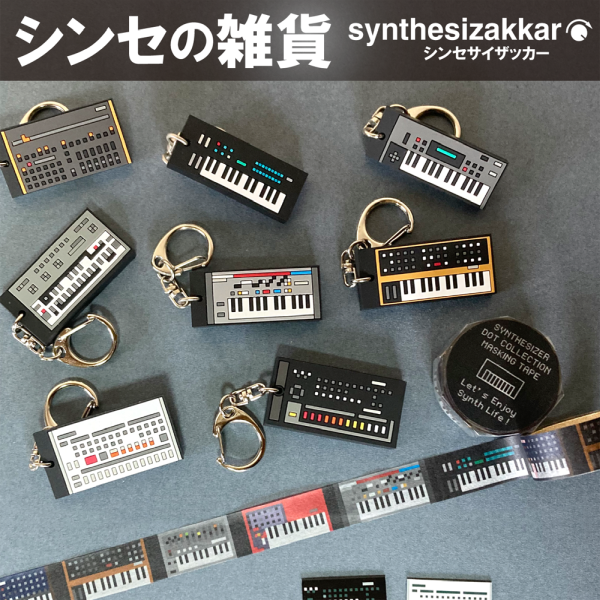 シンセの雑貨
synthesizakkar
シンセサイザッカー
SYNTHESIZER
DOT COLLECTION
MASKING TAPE
Let's Enjoy
Synth Life!